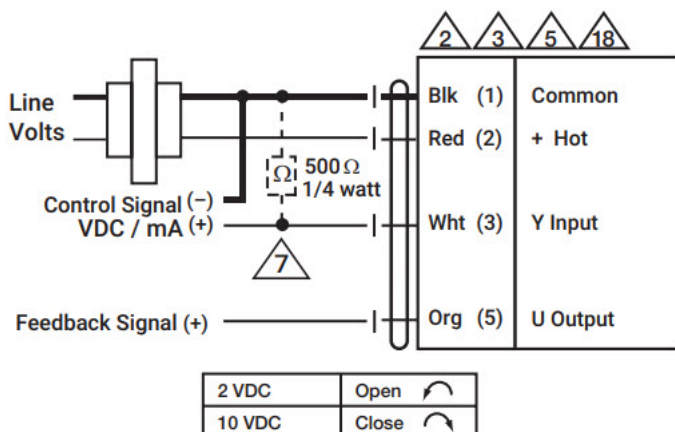 2 3 5 18
Line
Volts
Blk (1) Common
Red (2) + Hot
Ω 500 Ω
1/4 watt
Control Signal (−)
VDC / mA (+)
Wht (3) Y Input
7
Feedback Signal (+)
Org (5) U Output
2 VDC Open
10 VDC Close